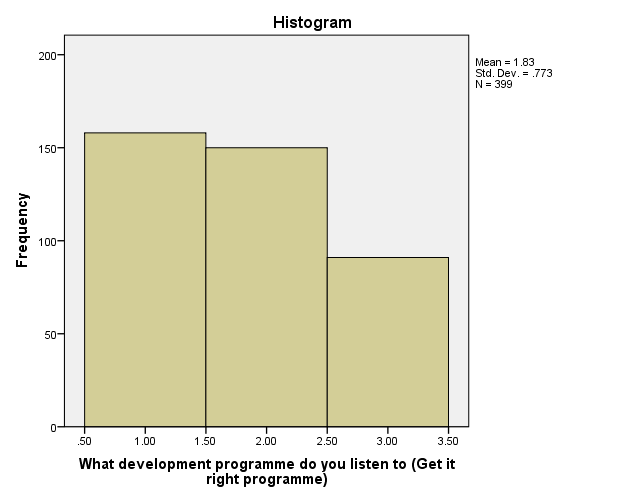 Histogram
Mean = 1.83
Std. Dev. = .773
N = 399
Frequency
200
150
100
50
0
.50 1.00 1.50 2.00 2.50 3.00 3.50
What development programme do you listen to (Get it
right programme)